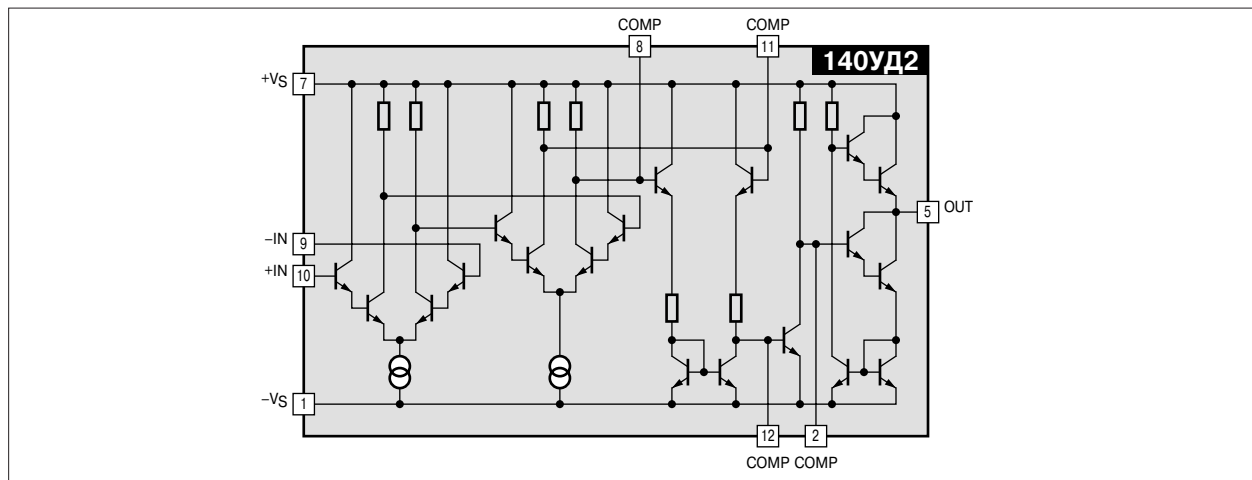 COMP COMP
8 11
140УД2
+VS 7
5 OUT
–IN 9
+IN 10
–VS 1
12 2
COMP COMP